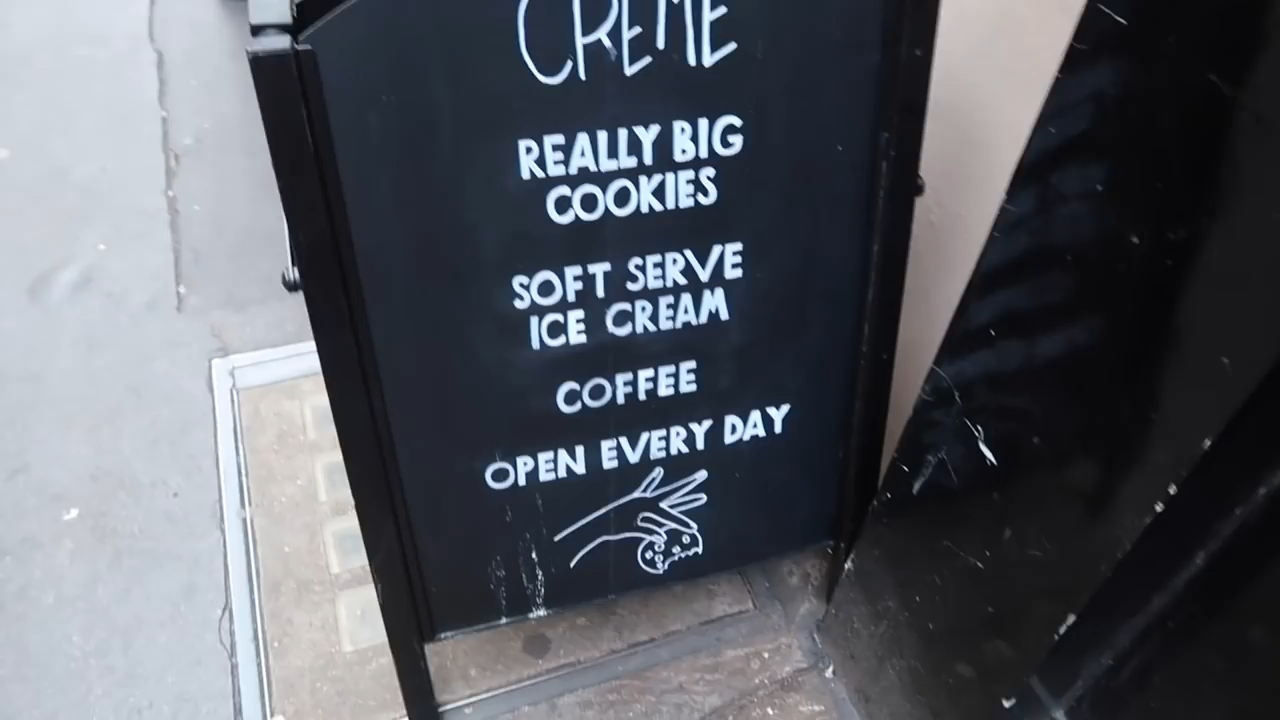 CREME
REALLY BIG
COOKIES
SOFT SERVE
ICE CREAM
COFFEE
OPEN EVERY DAY